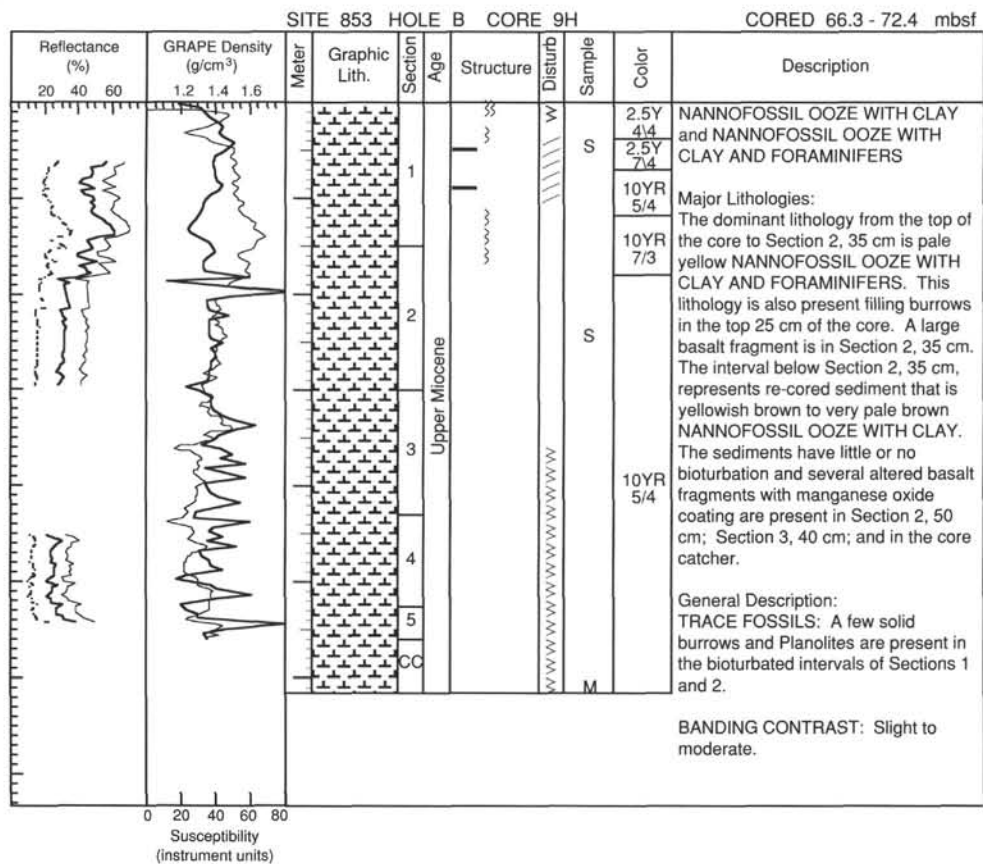 SITE 853 HOLE B CORE 9H CORED 66.3 - 72.4 mbsf
Reflectance
(%)
20 40 60
GRAPE Density
(g/cm³)
1.2 1.4 1.6
Meter
Graphic
Lith.
Section
Age
Structure
Disturb
Sample
Color
Description
1
2
3
4
5
CC
Upper Miocene
S
S
M
2.5Y
4\4
2.5Y
7\4
10YR
5/4
10YR
7/3
10YR
5/4
NANNOFOSSIL OOZE WITH CLAY
and NANNOFOSSIL OOZE WITH
CLAY AND FORAMINIFERS
Major Lithologies:
The dominant lithology from the top of
the core to Section 2, 35 cm is pale
yellow NANNOFOSSIL OOZE WITH
CLAY AND FORAMINIFERS. This
lithology is also present filling burrows
in the top 25 cm of the core. A large
basalt fragment is in Section 2, 35 cm.
The interval below Section 2, 35 cm,
represents re-cored sediment that is
yellowish brown to very pale brown
NANNOFOSSIL OOZE WITH CLAY.
The sediments have little or no
bioturbation and several altered basalt
fragments with manganese oxide
coating are present in Section 2, 50
cm; Section 3, 40 cm; and in the core
catcher.
General Description:
TRACE FOSSILS: A few solid
burrows and Planolites are present in
the bioturbated intervals of Sections 1
and 2.
BANDING CONTRAST: Slight to
moderate.
0 20 40 60 80
Susceptibility
(instrument units)